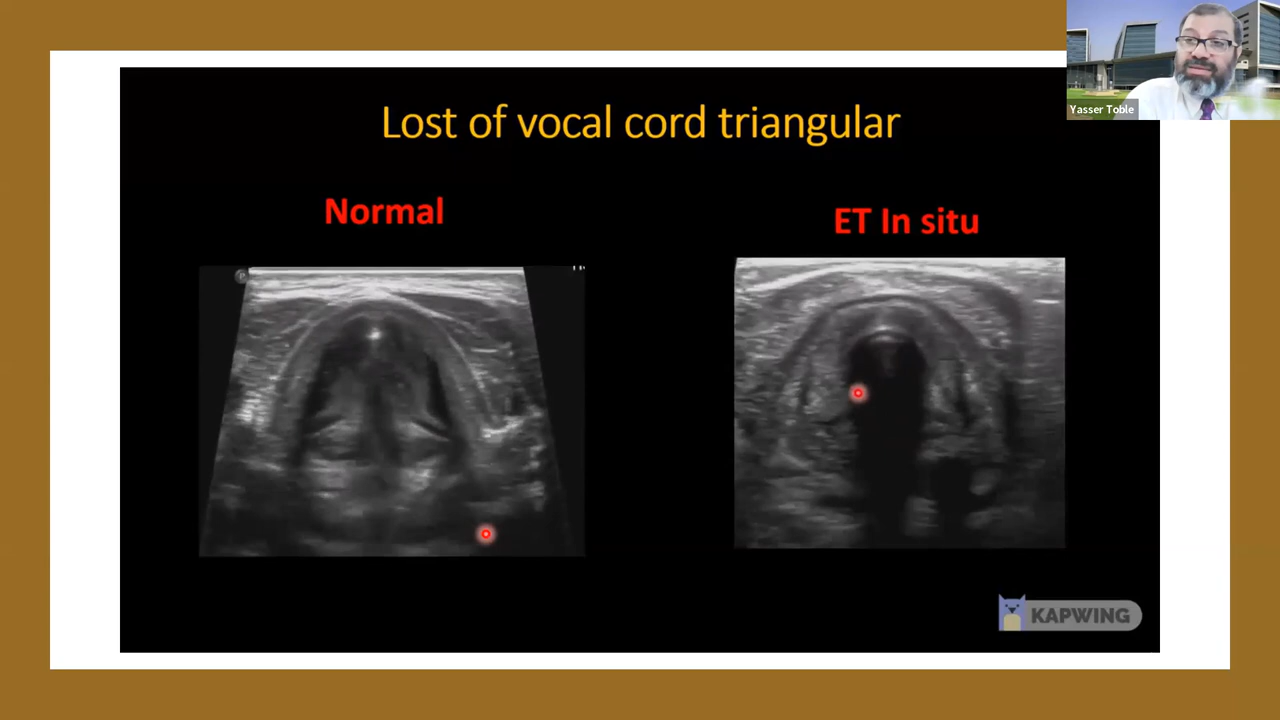 Yasser Toble
Lost of vocal cord triangular
Normal
ET In situ
KAPWING